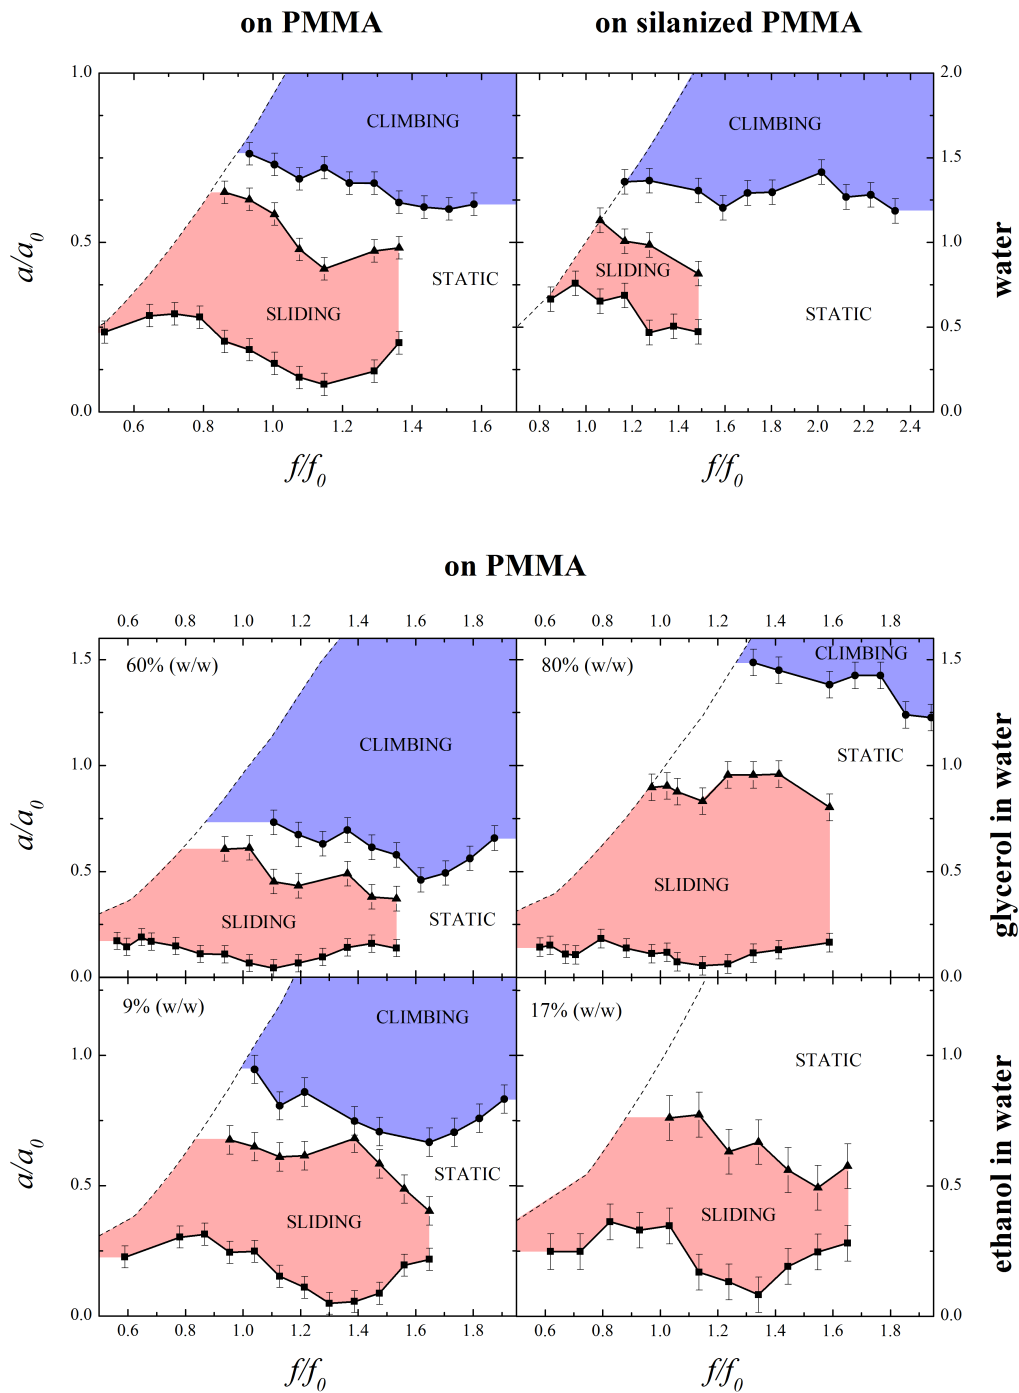 on PMMA
on silanized PMMA
1.0
0.5
0.0
a/a0
CLIMBING
STATIC
SLIDING
0.6 0.8 1.0 1.2 1.4 1.6
f/f0
CLIMBING
SLIDING
STATIC
2.0
1.5
1.0
0.5
0.0
water
0.8 1.2 1.6 2.0 2.4
f/f0
on PMMA
0.6 0.8 1.0 1.2 1.4 1.6 1.8
0.6 0.8 1.0 1.2 1.4 1.6 1.8
1.5
1.0
0.5
0.0
a/a0
60% (w/w)
CLIMBING
SLIDING
STATIC
80% (w/w)
CLIMBING
STATIC
SLIDING
1.5
1.0
0.5
0.0
glycerol in water
1.0
0.5
0.0
a/a0
9% (w/w)
CLIMBING
STATIC
SLIDING
17% (w/w)
STATIC
SLIDING
1.0
0.5
0.0
ethanol in water
0.6 0.8 1.0 1.2 1.4 1.6 1.8
0.6 0.8 1.0 1.2 1.4 1.6 1.8
f/f0
f/f0